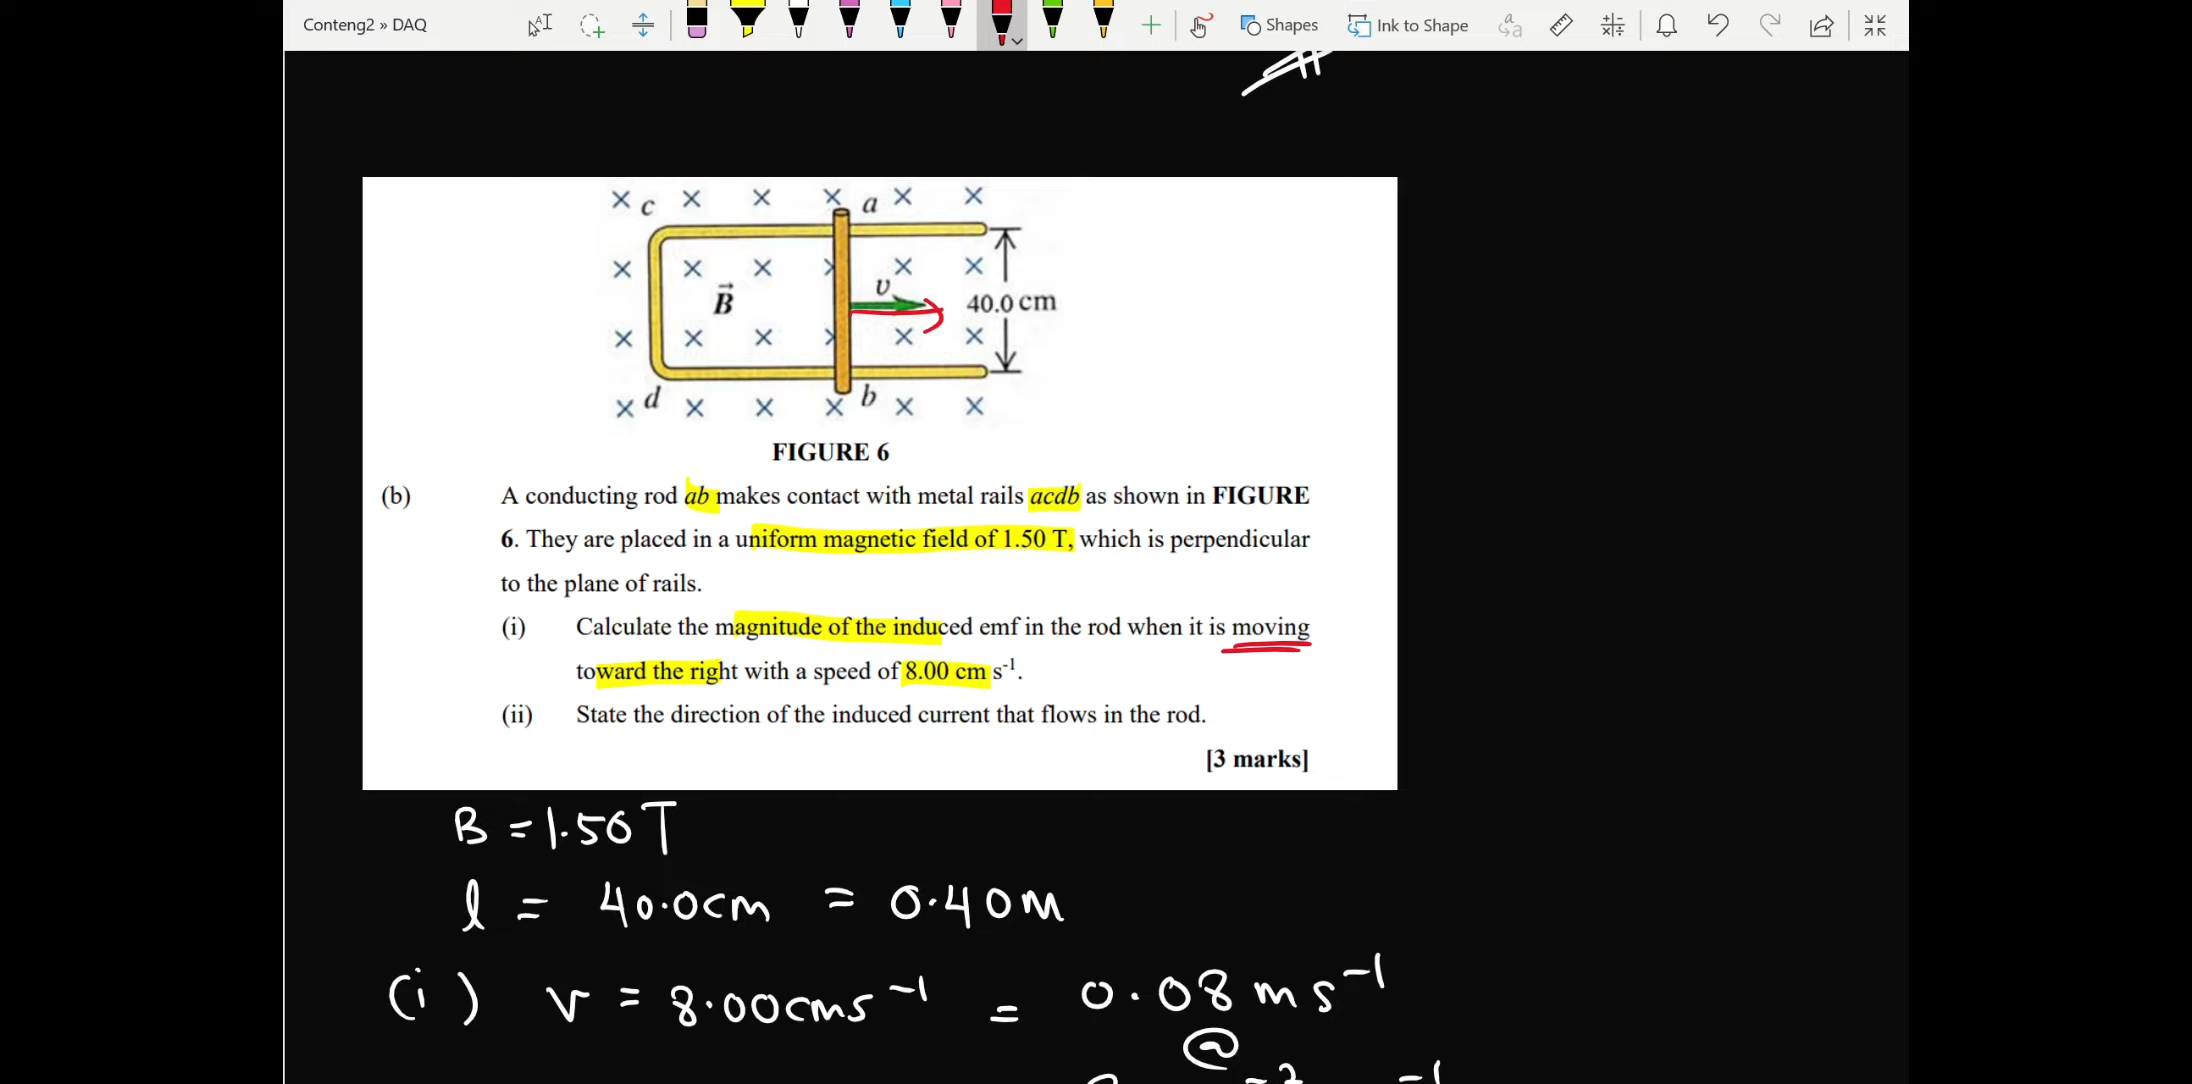 Conteng2 » DAQ
Shapes
Ink to Shape
× c × × × a × ×
× × × × × ×
B v 40.0 cm
× × × × × ×
× d × × × b × ×
FIGURE 6
(b) A conducting rod ab makes contact with metal rails acdb as shown in FIGURE
6. They are placed in a uniform magnetic field of 1.50 T, which is perpendicular
to the plane of rails.
(i) Calculate the magnitude of the induced emf in the rod when it is moving
toward the right with a speed of 8.00 cm s⁻¹.
(ii) State the direction of the induced current that flows in the rod.
[3 marks]
B = 1.50 T
l = 40.0cm = 0.40m
(i) v = 8.00cms⁻¹ = 0.08 ms⁻¹
@